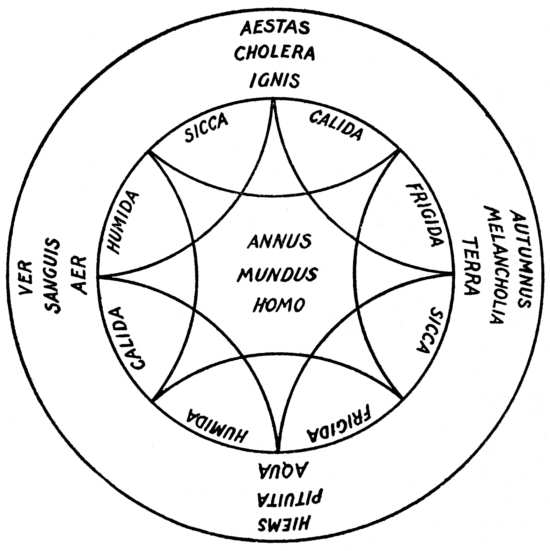 AESTAS
CHOLERA
IGNIS
SICCA
CALIDA
HUMIDA
FRIGIDA
ANNUS
MUNDUS
HOMO
VER
SANGUIS
AER
AUTUMNUS
MELANCHOLIA
TERRA
CALIDA
SICCA
HUMIDA
FRIGIDA
AQUA
PITUITA
HIEMS